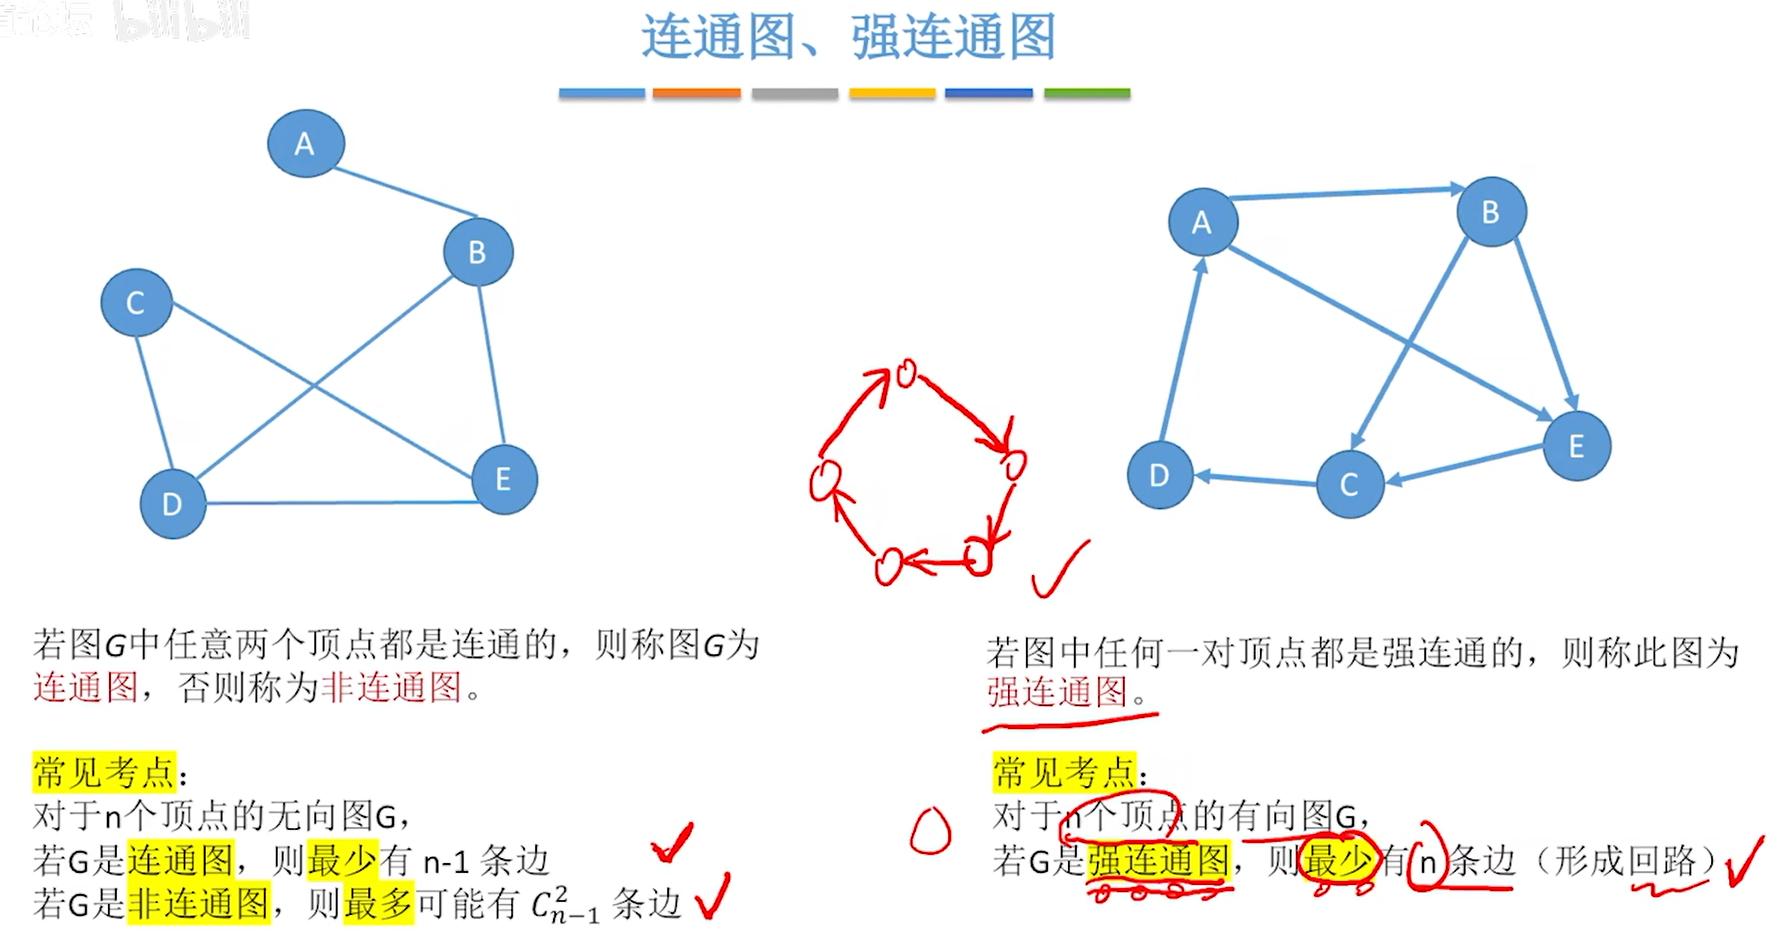 bilibili
连通图、强连通图
A
B
C
D
E
A
B
D
C
E
若图G中任意两个顶点都是连通的，则称图G为
连通图，否则称为非连通图。
常见考点：
对于n个顶点的无向图G，
若G是连通图，则最少有 n-1 条边
若G是非连通图，则最多可能有 $C_{n-1}^2$ 条边
若图中任何一对顶点都是强连通的，则称此图为
强连通图。
常见考点：
对于n个顶点的有向图G，
若G是强连通图，则最少有 n 条边（形成回路）